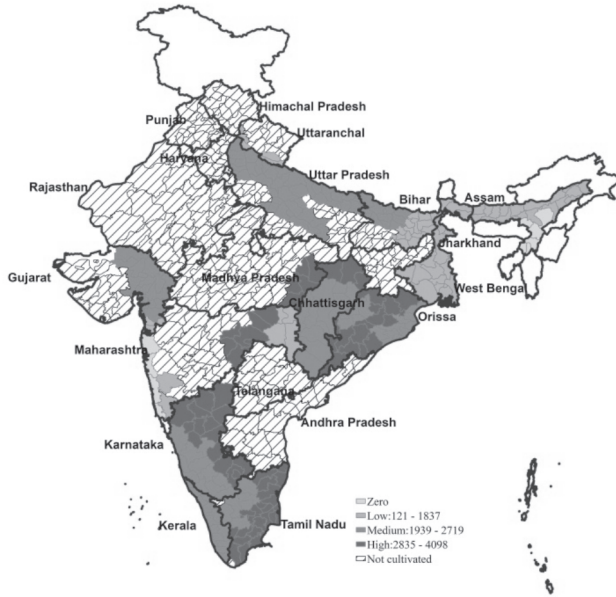 Himachal Pradesh
Punjab
Uttaranchal
Haryana
Uttar Pradesh
Rajasthan
Bihar
Assam
Jharkhand
Gujarat
Madhya Pradesh
West Bengal
Chhattisgarh
Orissa
Maharashtra
Telangana
Andhra Pradesh
Karnataka
Kerala
Tamil Nadu
Zero
Low:121 - 1837
Medium:1939 - 2719
High:2835 - 4098
Not cultivated